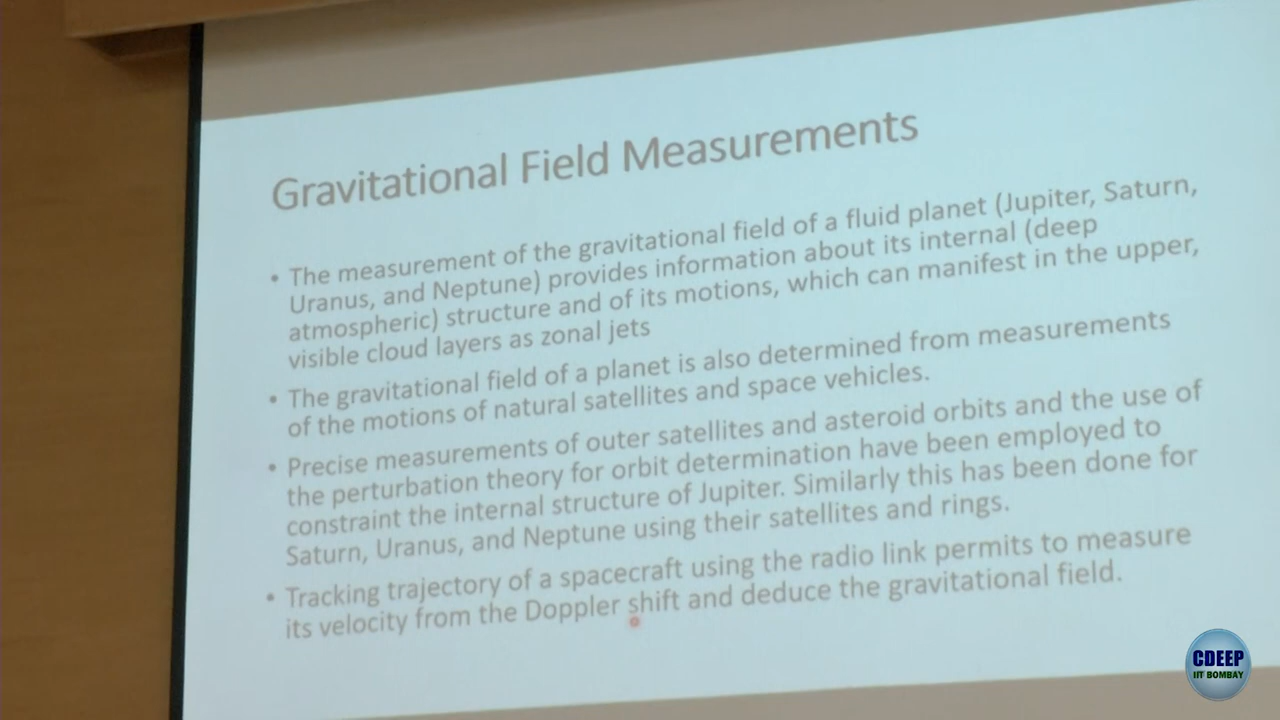 Gravitational Field Measurements
• The measurement of the gravitational field of a fluid planet (Jupiter, Saturn,
Uranus, and Neptune) provides information about its internal (deep
atmospheric) structure and of its motions, which can manifest in the upper,
visible cloud layers as zonal jets
• The gravitational field of a planet is also determined from measurements
of the motions of natural satellites and space vehicles.
• Precise measurements of outer satellites and asteroid orbits and the use of
the perturbation theory for orbit determination have been employed to
constraint the internal structure of Jupiter. Similarly this has been done for
Saturn, Uranus, and Neptune using their satellites and rings.
• Tracking trajectory of a spacecraft using the radio link permits to measure
its velocity from the Doppler shift and deduce the gravitational field.
CDEEP
IIT BOMBAY